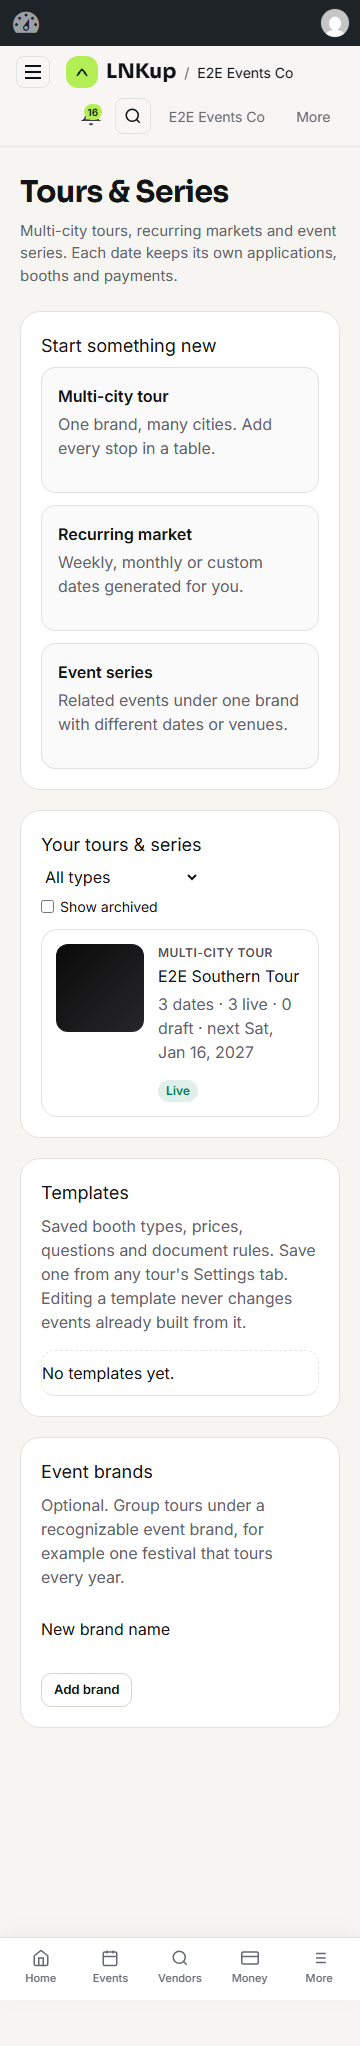 LNKup / E2E Events Co
16 E2E Events Co More
Tours & Series
Multi-city tours, recurring markets and event
series. Each date keeps its own applications,
booths and payments.
Start something new
Multi-city tour
One brand, many cities. Add
every stop in a table.
Recurring market
Weekly, monthly or custom
dates generated for you.
Event series
Related events under one brand
with different dates or venues.
Your tours & series
All types
Show archived
MULTI-CITY TOUR
E2E Southern Tour
3 dates · 3 live · 0
draft · next Sat,
Jan 16, 2027
Live
Templates
Saved booth types, prices,
questions and document rules. Save
one from any tour's Settings tab.
Editing a template never changes
events already built from it.
No templates yet.
Event brands
Optional. Group tours under a
recognizable event brand, for
example one festival that tours
every year.
New brand name
Add brand
Home Events Vendors Money More